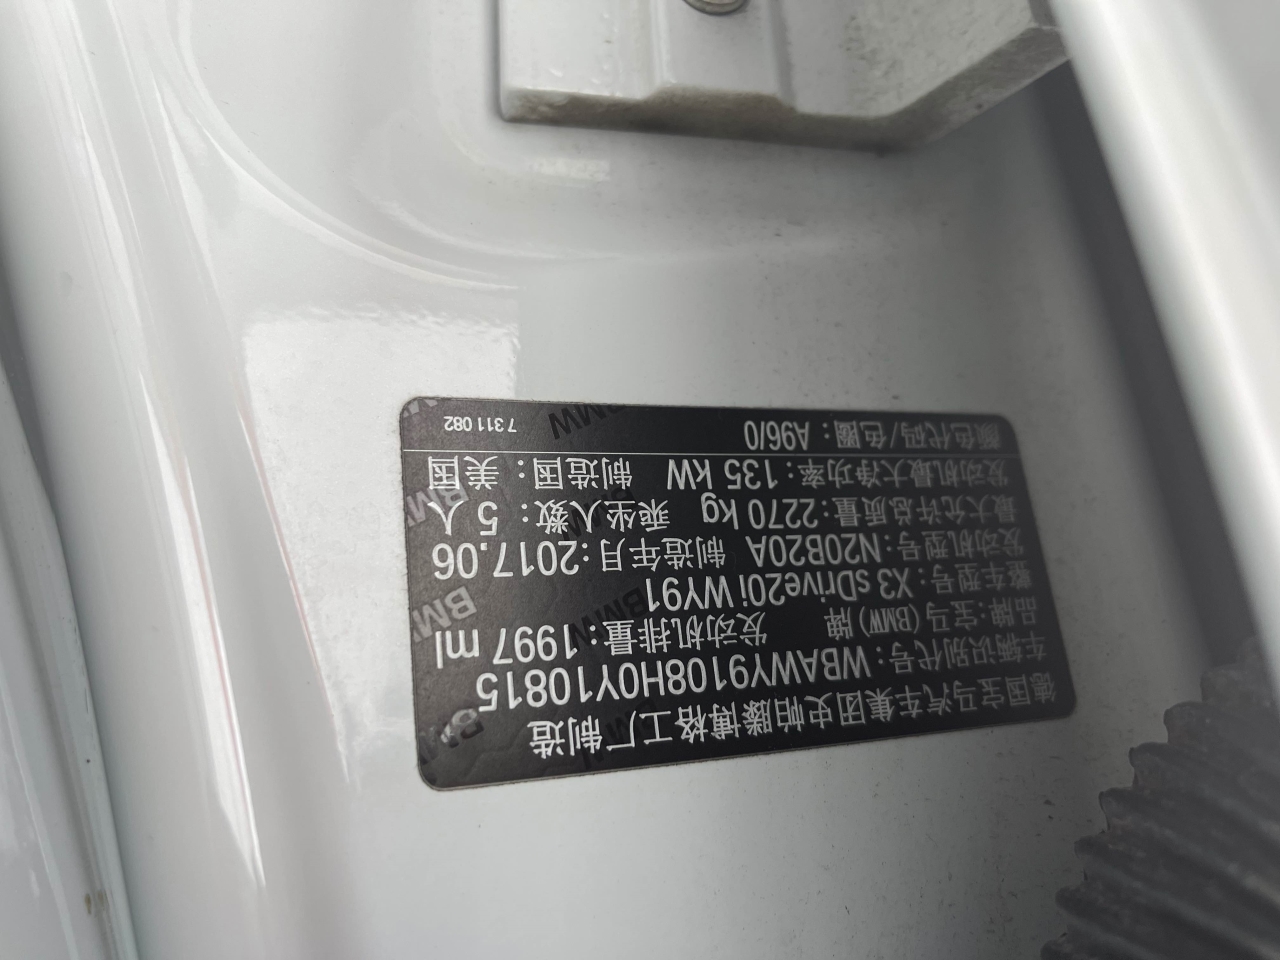 德国宝马汽车集团史帕滕博格工厂 制造
车辆识别代号:WBAWY9108H0Y10815
品牌:宝马(BMW)牌 发动机排量:1997 ml
整车型号: X3 sDrive20i WY91
发动机型号:N20B20A 制造年月:2017.06
最大允许总质量:2270 kg 乘坐人数: 5 人
发动机最大净功率:135 kW 制造国: 美国
颜色代码/色圈: A96/0 7 311 082
BMW
BMW